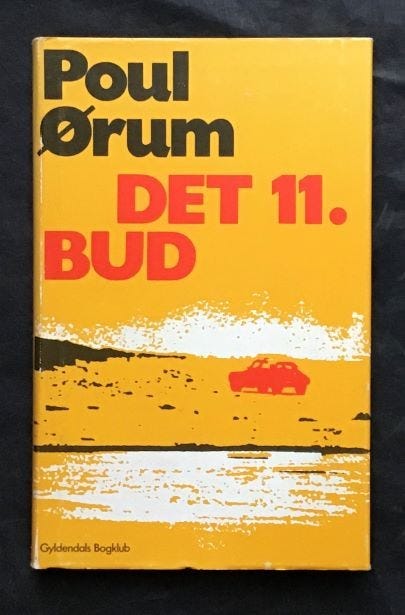 Poul
Ørum
DET 11.
BUD
Gyldendals Bogklub